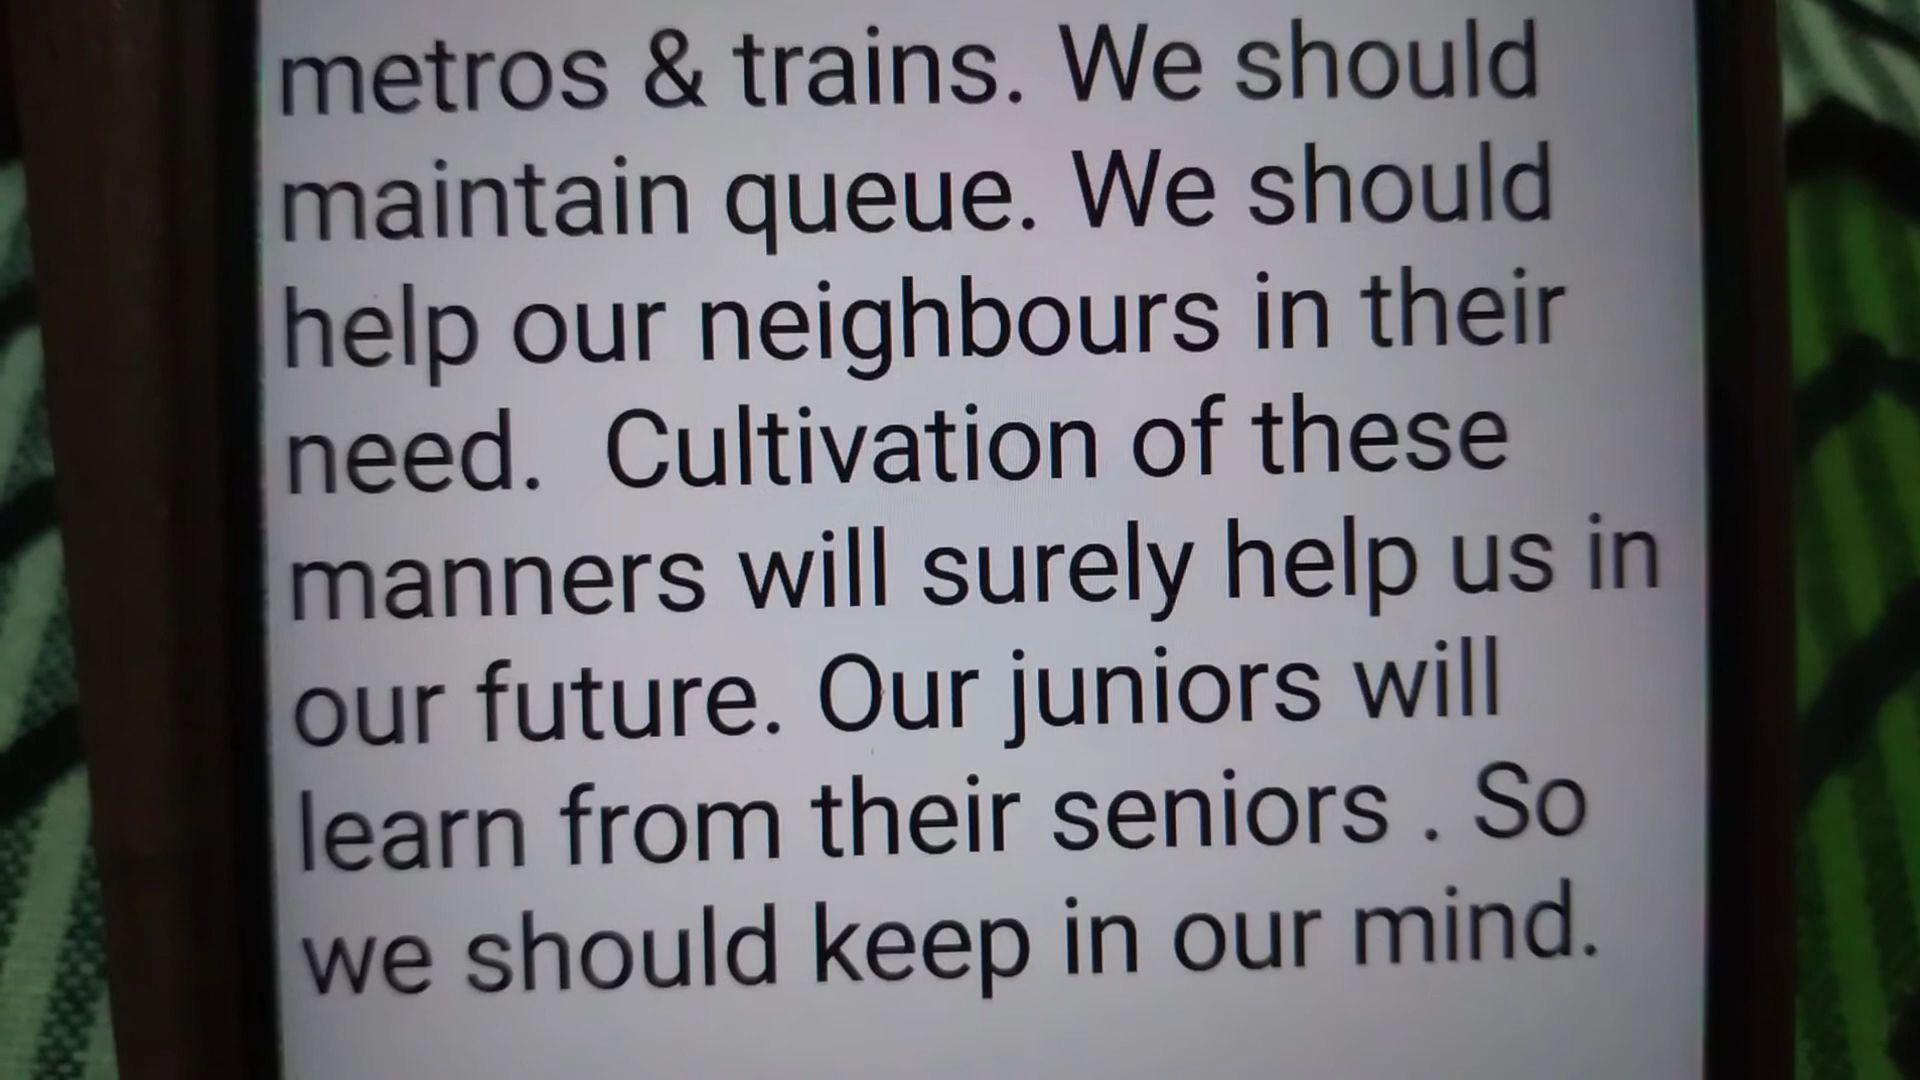 metros & trains. We should
maintain queue. We should
help our neighbours in their
need.  Cultivation of these
manners will surely help us in
our future. Our juniors will
learn from their seniors . So
we should keep in our mind.